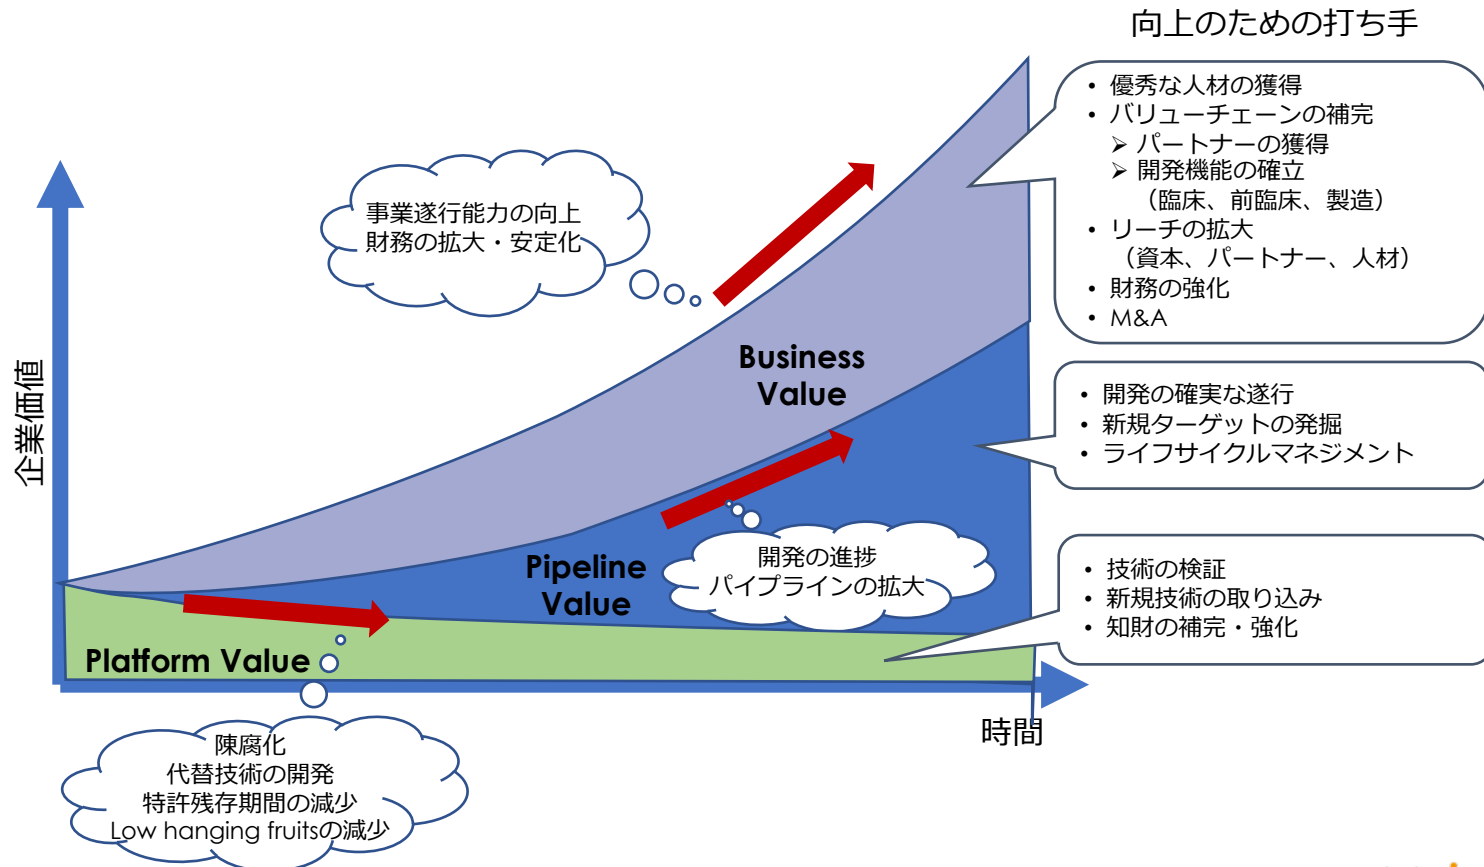 向上のための打ち手
• 優秀な人材の獲得
• バリューチェーンの補完
➢ パートナーの獲得
➢ 開発機能の確立
（臨床、前臨床、製造）
• リーチの拡大
（資本、パートナー、人材）
• 財務の強化
• M&A
事業遂行能力の向上
財務の拡大・安定化
企業価値
Business
Value
• 開発の確実な遂行
• 新規ターゲットの発掘
• ライフサイクルマネジメント
Pipeline
Value
開発の進捗
パイプラインの拡大
• 技術の検証
• 新規技術の取り込み
• 知財の補完・強化
Platform Value
時間
陳腐化
代替技術の開発
特許残存期間の減少
Low hanging fruitsの減少